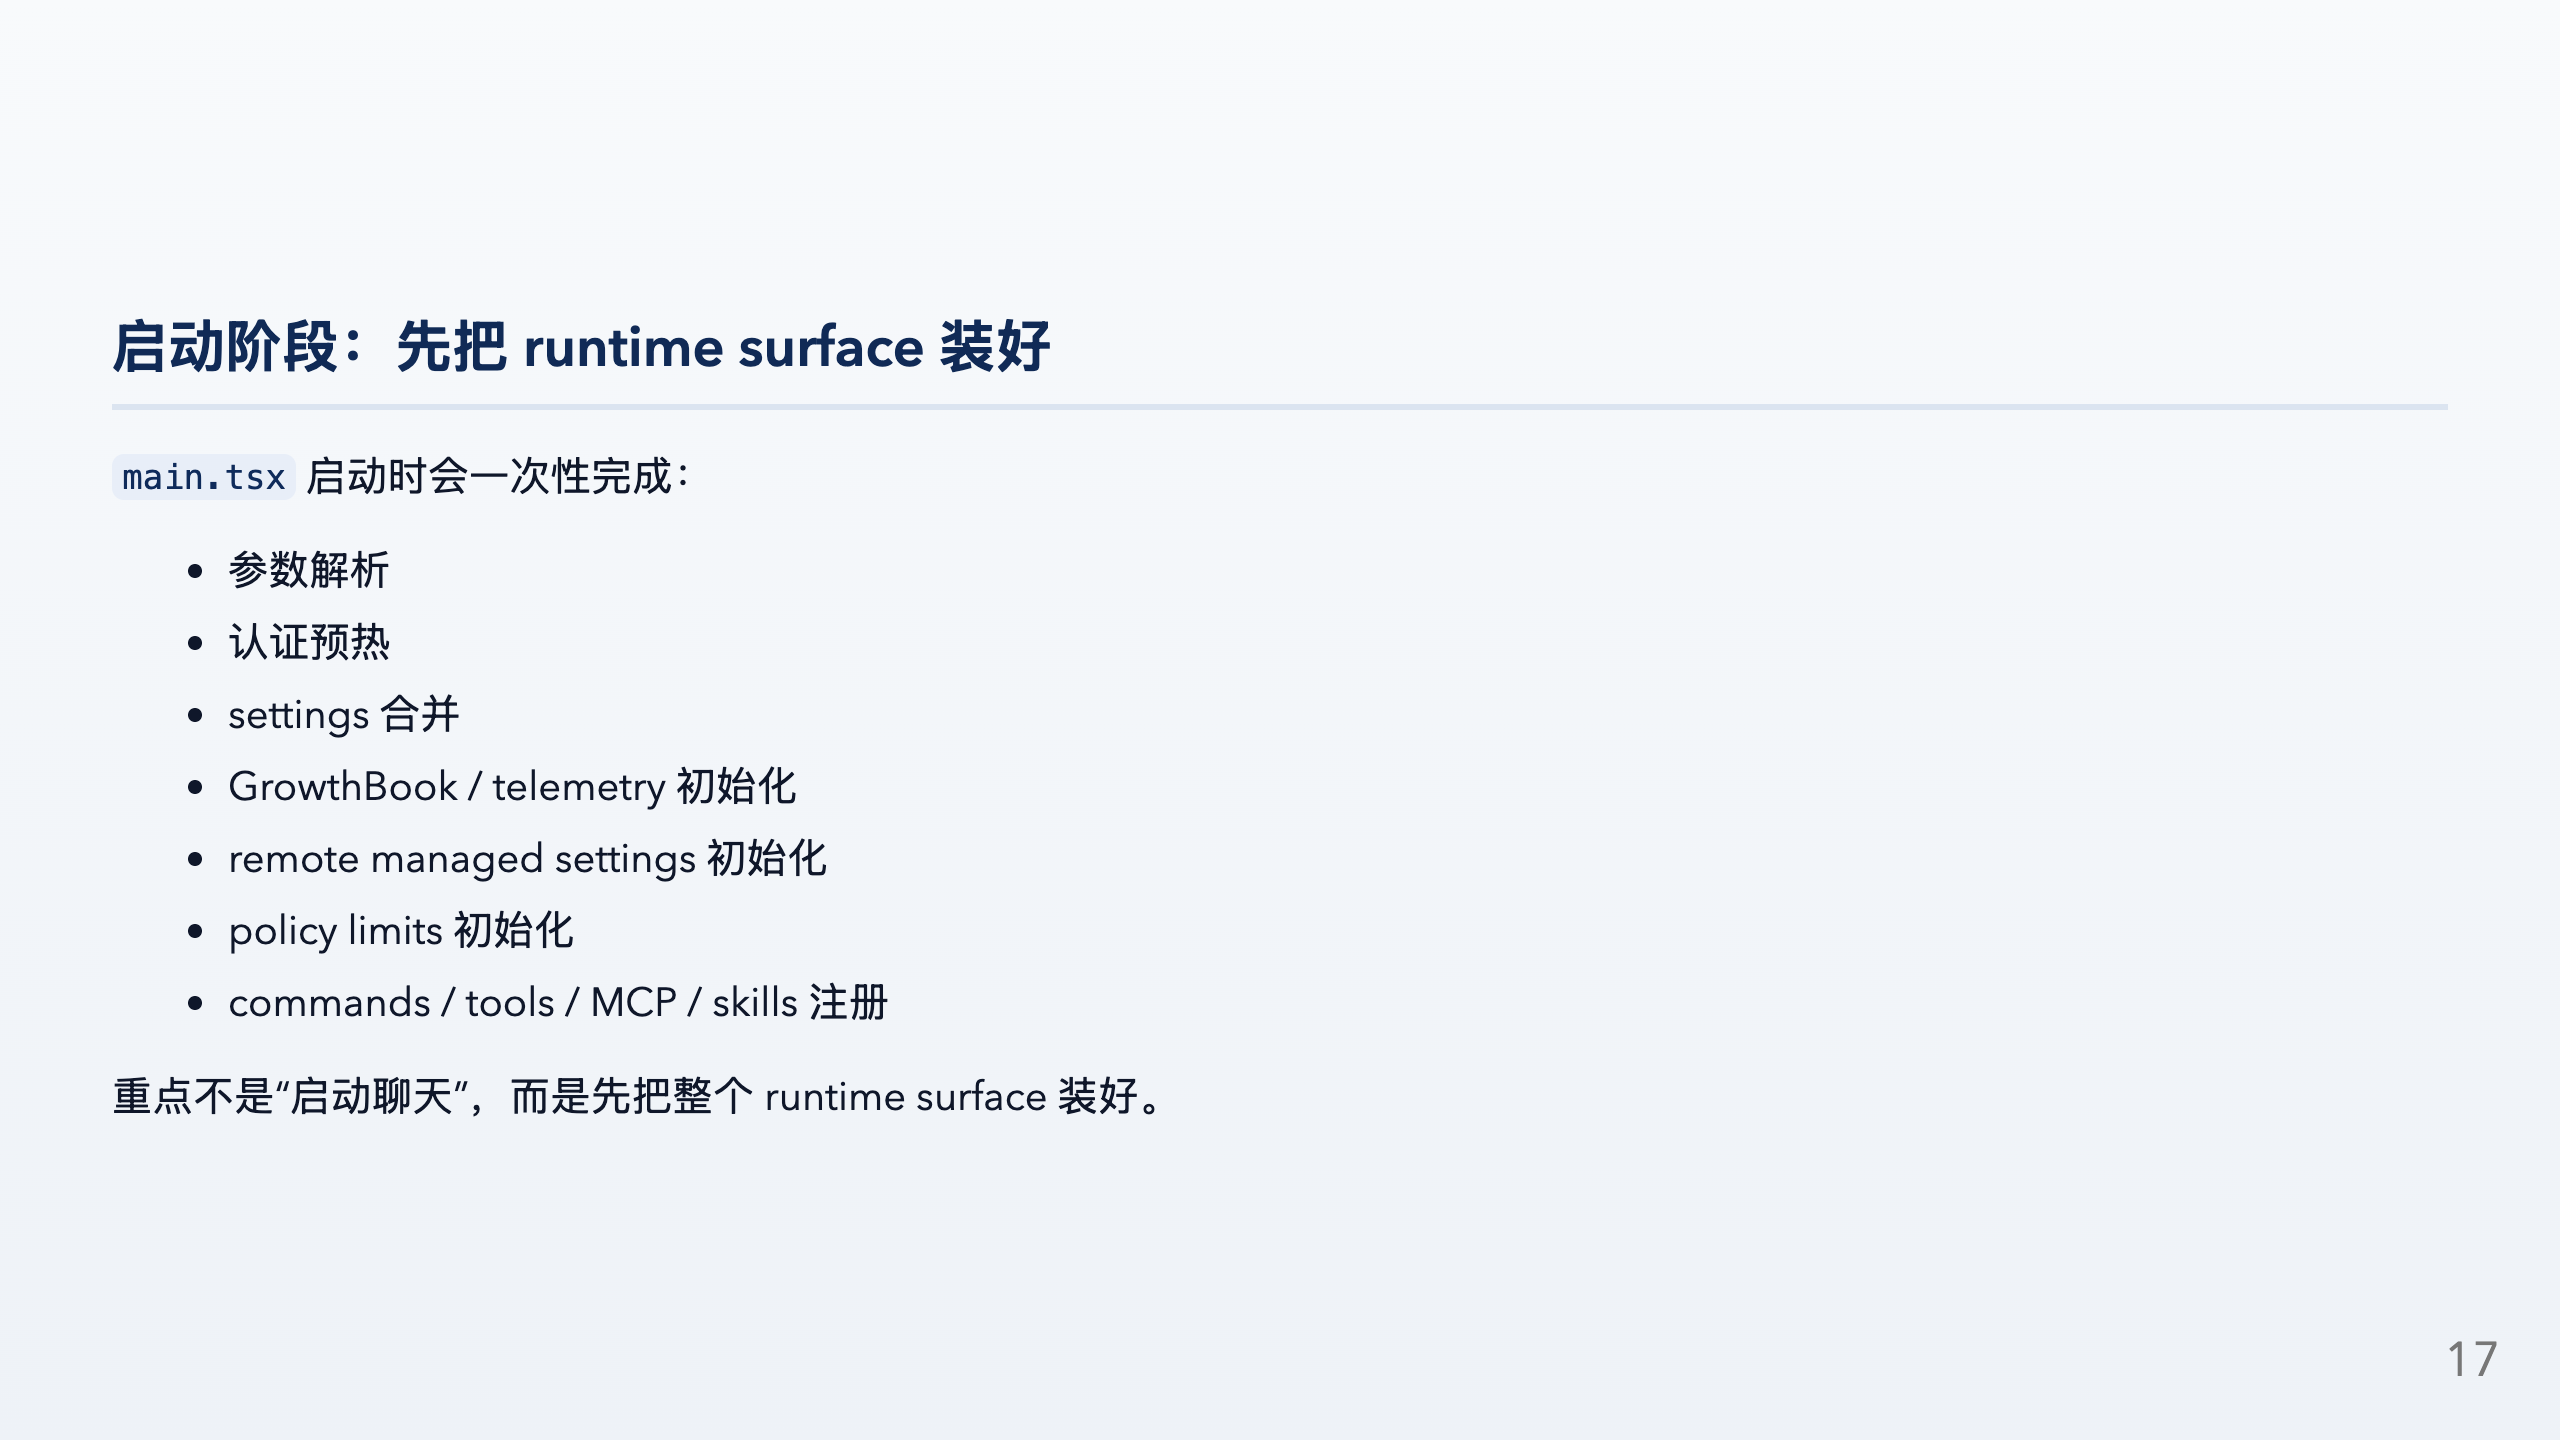 启动阶段：先把 runtime surface 装好
main.tsx 启动时会一次性完成：
• 参数解析
• 认证预热
• settings 合并
• GrowthBook / telemetry 初始化
• remote managed settings 初始化
• policy limits 初始化
• commands / tools / MCP / skills 注册
重点不是“启动聊天”，而是先把整个 runtime surface 装好。
17